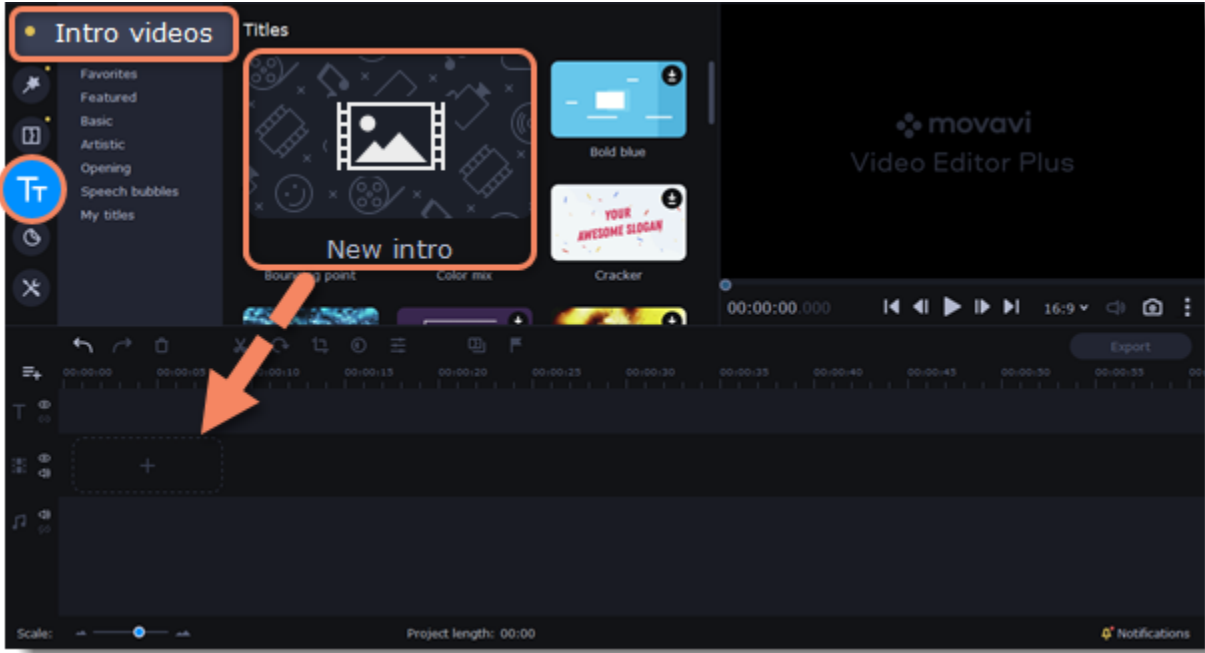 Intro videos
Titles
Favorites
Featured
Basic
Artistic
Opening
Speech bubbles
My titles
TT
New intro
Bold blue
YOUR
AWESOME SLOGAN
Color mix
Cracker
movavi
Video Editor Plus
00:00:00.000
16:9
Export
00:00:00
00:00:05
00:00:15
00:00:20
00:00:25
00:00:30
00:00:35
00:00:40
00:00:45
00:00:50
00:00:55
T
Scale:
Project length: 00:00
Notifications